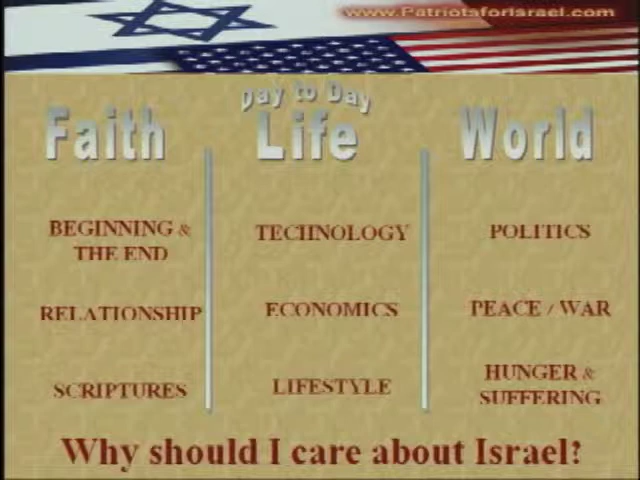 www.PatriotsforIsrael.com
Faith
Day to Day
Life
World
BEGINNING &
THE END
RELATIONSHIP
SCRIPTURES
TECHNOLOGY
ECONOMICS
LIFESTYLE
POLITICS
PEACE / WAR
HUNGER &
SUFFERING
Why should I care about Israel?